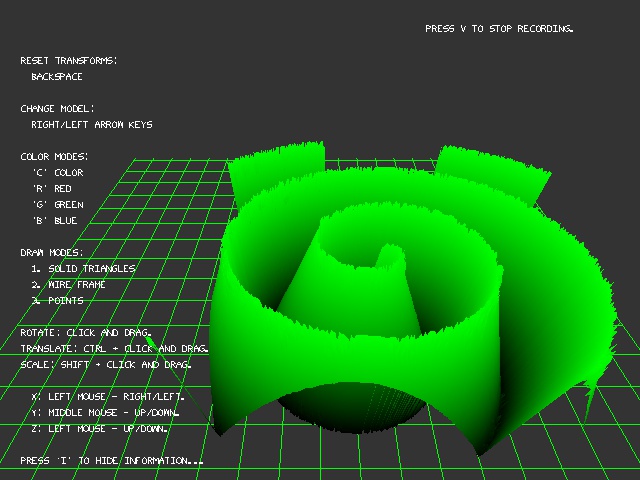 PRESS V TO STOP RECORDING.
RESET TRANSFORMS:
BACKSPACE
CHANGE MODEL:
RIGHT/LEFT ARROW KEYS
COLOR MODES:
'C' COLOR
'R' RED
'G' GREEN
'B' BLUE
DRAW MODES:
1. SOLID TRIANGLES
2. WIRE FRAME
3. POINTS
ROTATE: CLICK AND DRAG.
TRANSLATE: CTRL + CLICK AND DRAG.
SCALE: SHIFT + CLICK AND DRAG.
X: LEFT MOUSE - RIGHT/LEFT.
Y: MIDDLE MOUSE - UP/DOWN.
Z: LEFT MOUSE - UP/DOWN.
PRESS 'I' TO HIDE INFORMATION...